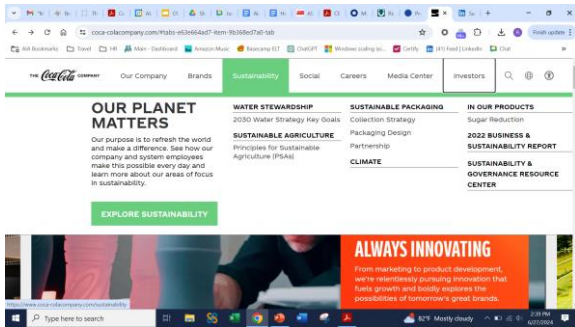 coca-colacompany.com/#tabs-e63e664ad7-item-9b368ed7a0-tab
Finish update
AIA Bookmarks Travel HR Main - Dashboard Amazon Music Basecamp ELT ChatGPT Windows scaling is... Certify (41) Feed | LinkedIn Chat
THE Coca-Cola COMPANY
Our Company Brands Sustainability Social Careers Media Center Investors
OUR PLANET
MATTERS
Our purpose is to refresh the world
and make a difference. See how our
company and system employees
make this possible every day and
learn more about our areas of focus
in sustainability.
EXPLORE SUSTAINABILITY
WATER STEWARDSHIP
2030 Water Strategy Key Goals
SUSTAINABLE AGRICULTURE
Principles for Sustainable
Agriculture (PSAs)
SUSTAINABLE PACKAGING
Collection Strategy
Packaging Design
Partnership
CLIMATE
IN OUR PRODUCTS
Sugar Reduction
2022 BUSINESS &
SUSTAINABILITY REPORT
SUSTAINABILITY &
GOVERNANCE RESOURCE
CENTER
ALWAYS INNOVATING
From marketing to product development,
we're relentlessly pursuing innovation that
fuels growth and boldly explores the
possibilities of tomorrow's great brands.
https://www.coca-colacompany.com/sustainability
Type here to search
82°F Mostly cloudy
2:39 PM
6/27/2024